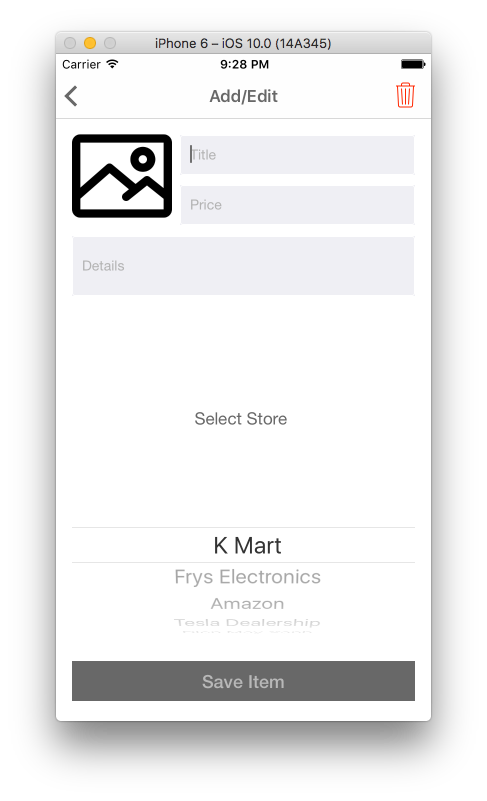 iPhone 6 – iOS 10.0 (14A345)
Carrier 9:28 PM
Add/Edit
Title
Price
Details
Select Store
K Mart
Frys Electronics
Amazon
Tesla Dealership
Save Item